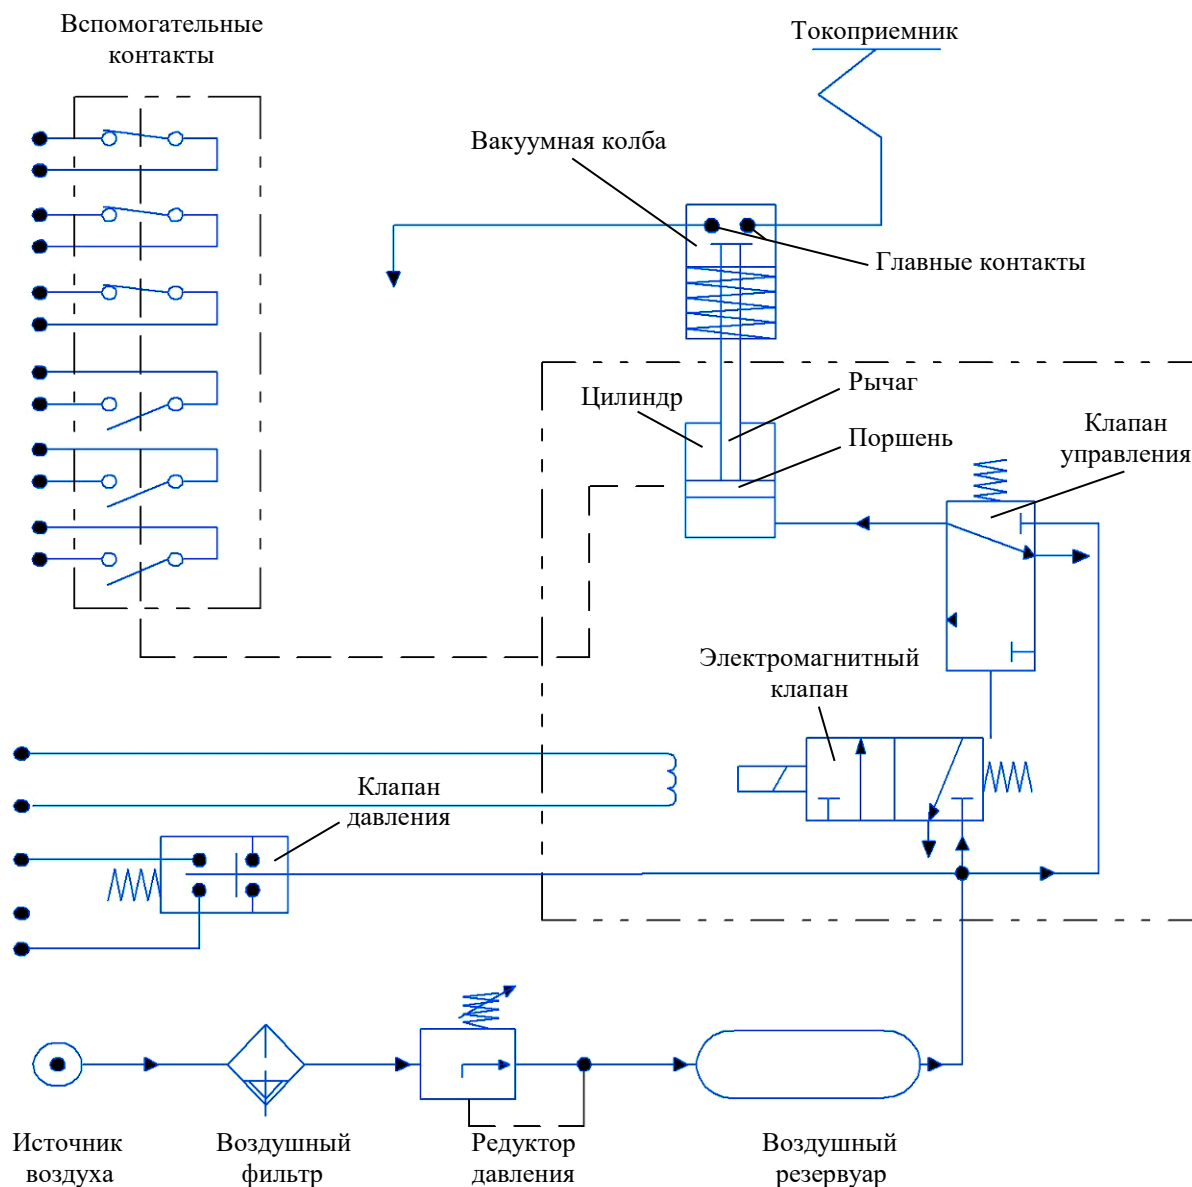 Вспомогательные
контакты
Токоприемник
Вакуумная колба
Главные контакты
Рычаг
Цилиндр
Поршень
Клапан
управления
Электромагнитный
клапан
Клапан
давления
Источник
воздуха
Воздушный
фильтр
Редуктор
давления
Воздушный
резервуар